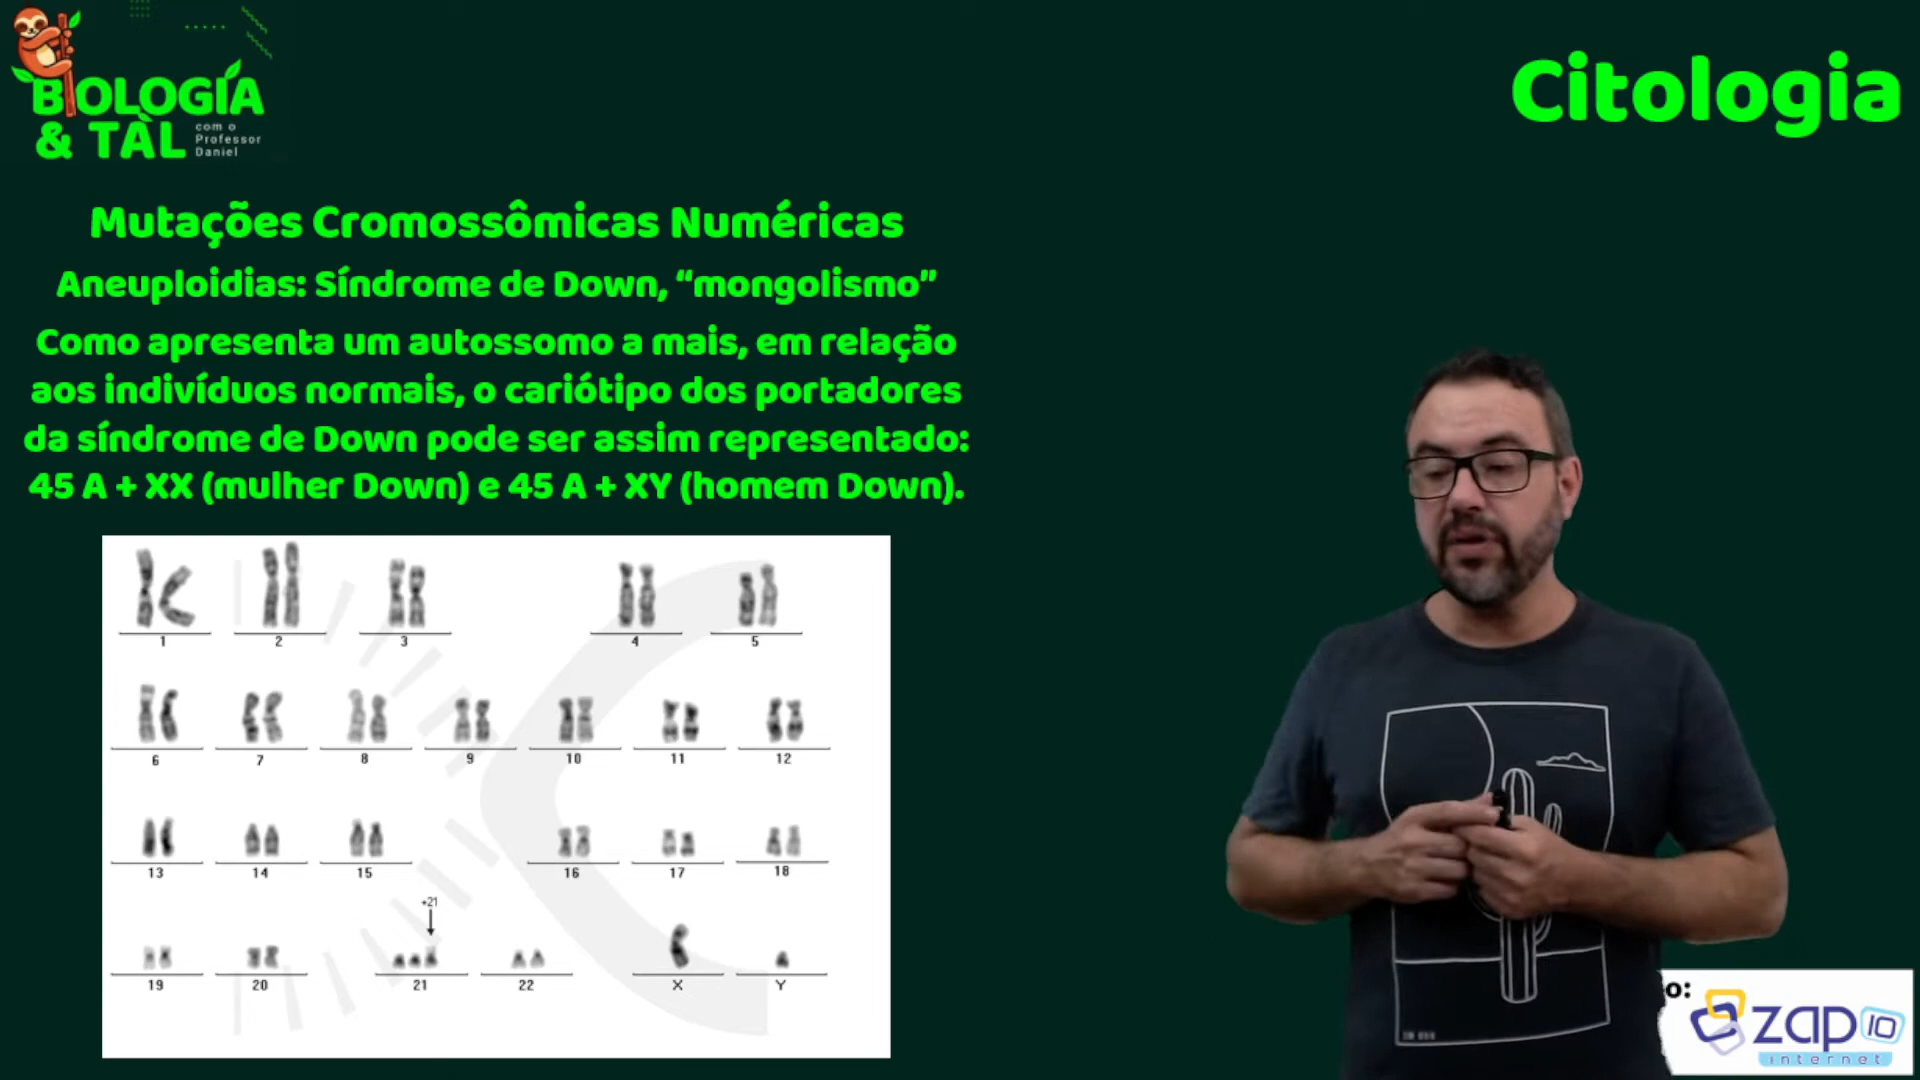 BIOLOGIA
& TAL
com o
Professor
Daniel
Citologia
Mutações Cromossômicas Numéricas
Aneuploidias: Síndrome de Down, “mongolismo”
Como apresenta um autossomo a mais, em relação
aos indivíduos normais, o cariótipo dos portadores
da síndrome de Down pode ser assim representado:
45 A + XX (mulher Down) e 45 A + XY (homem Down).
1 2 3 4 5
6 7 8 9 10 11 12
13 14 15 16 17 18
+21
19 20 21 22 X Y
o:
zap 10
internet